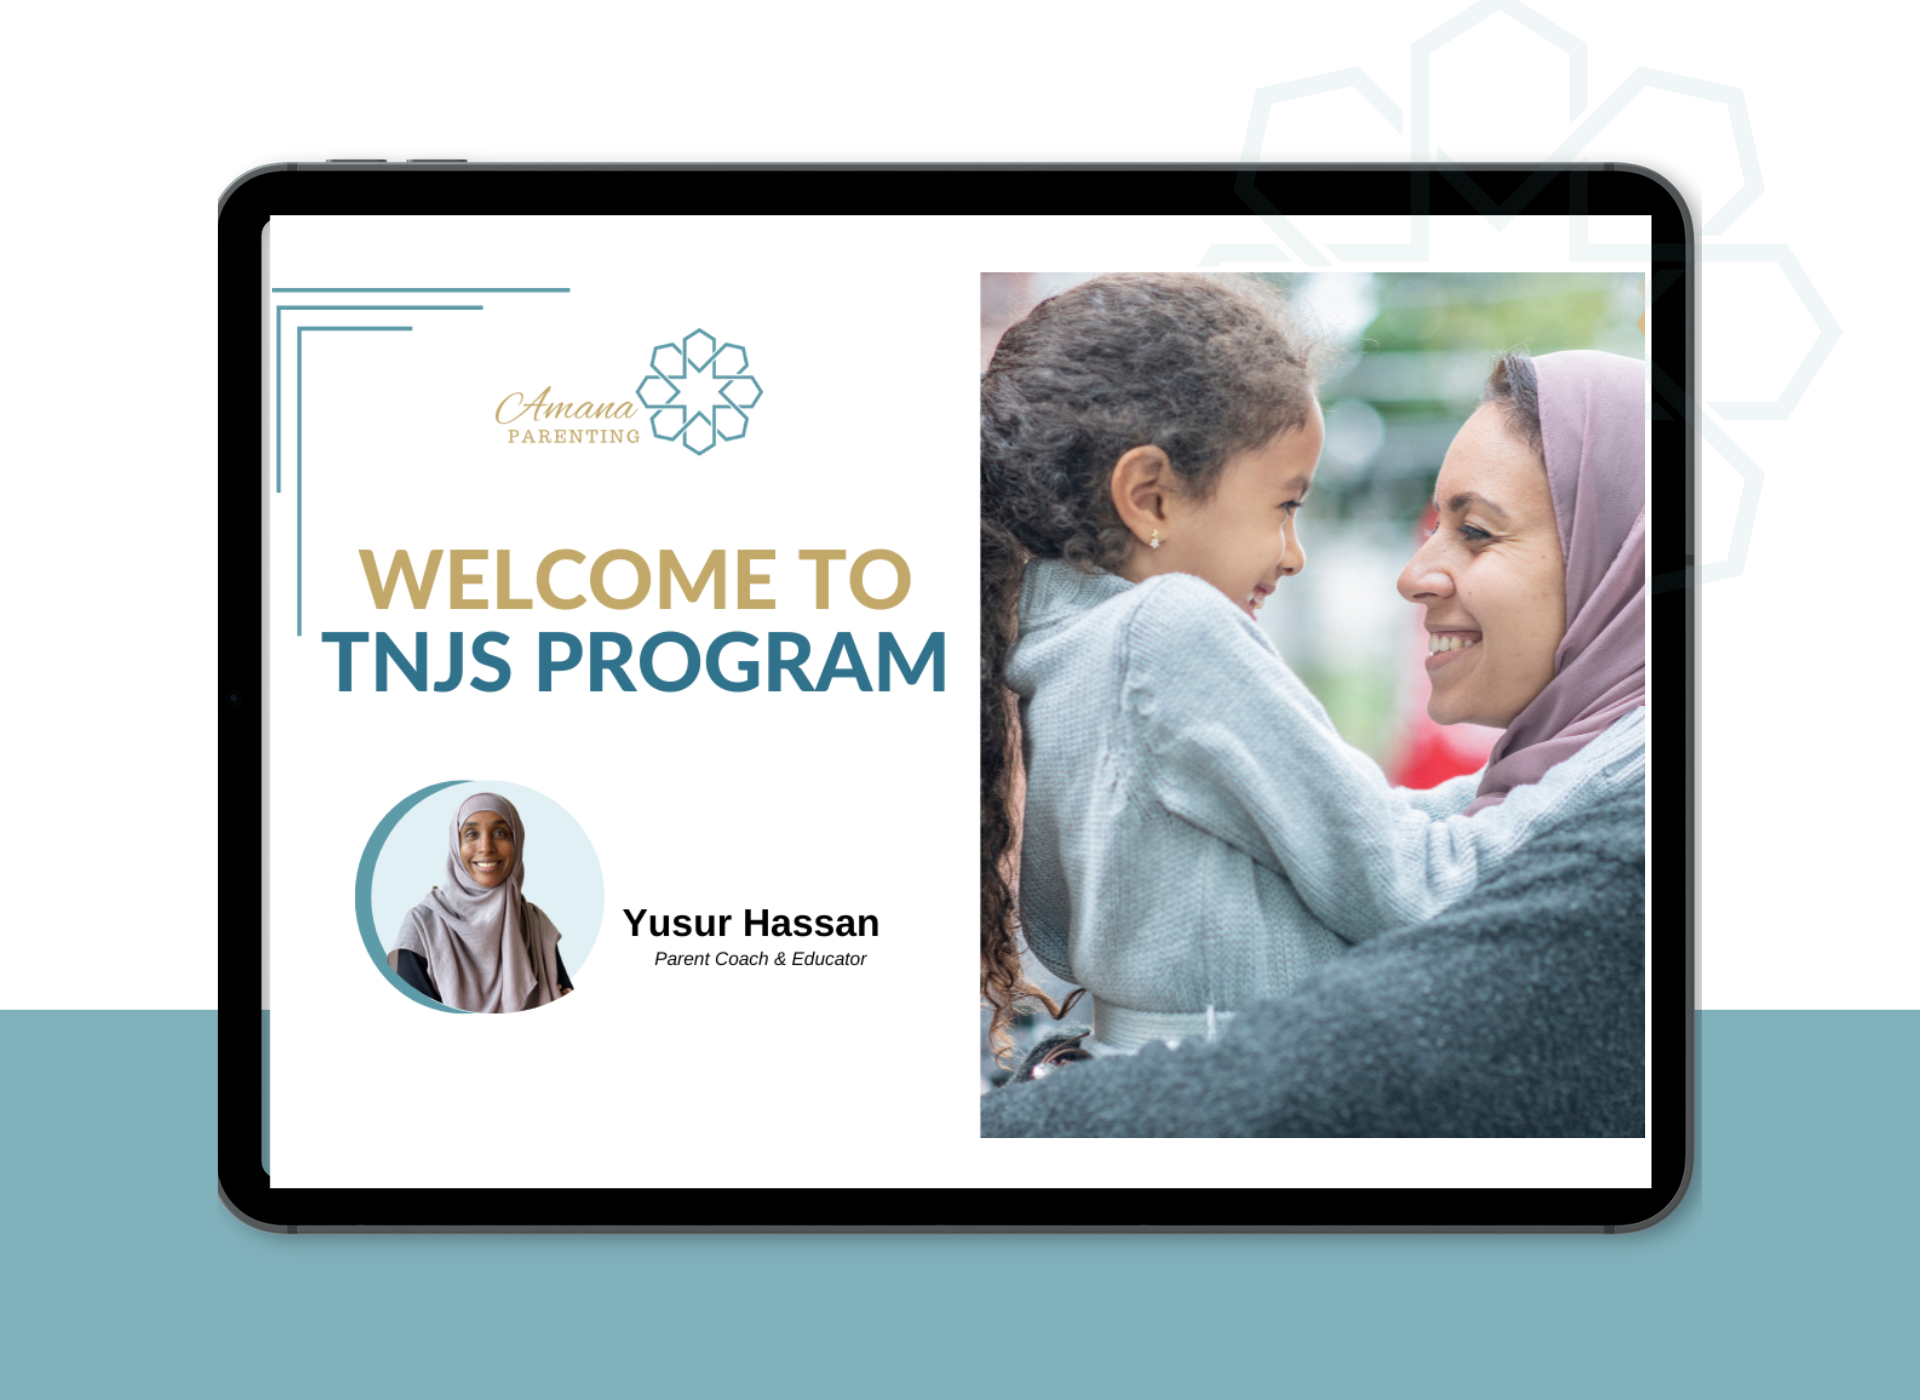 Amana
PARENTING
WELCOME TO
TNJS PROGRAM
Yusur Hassan
Parent Coach & Educator